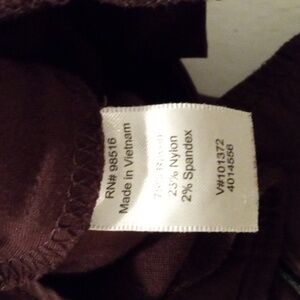 RN# 98516
Made in Vietnam
23% Nylon
2% Spandex
V#101372
4014556